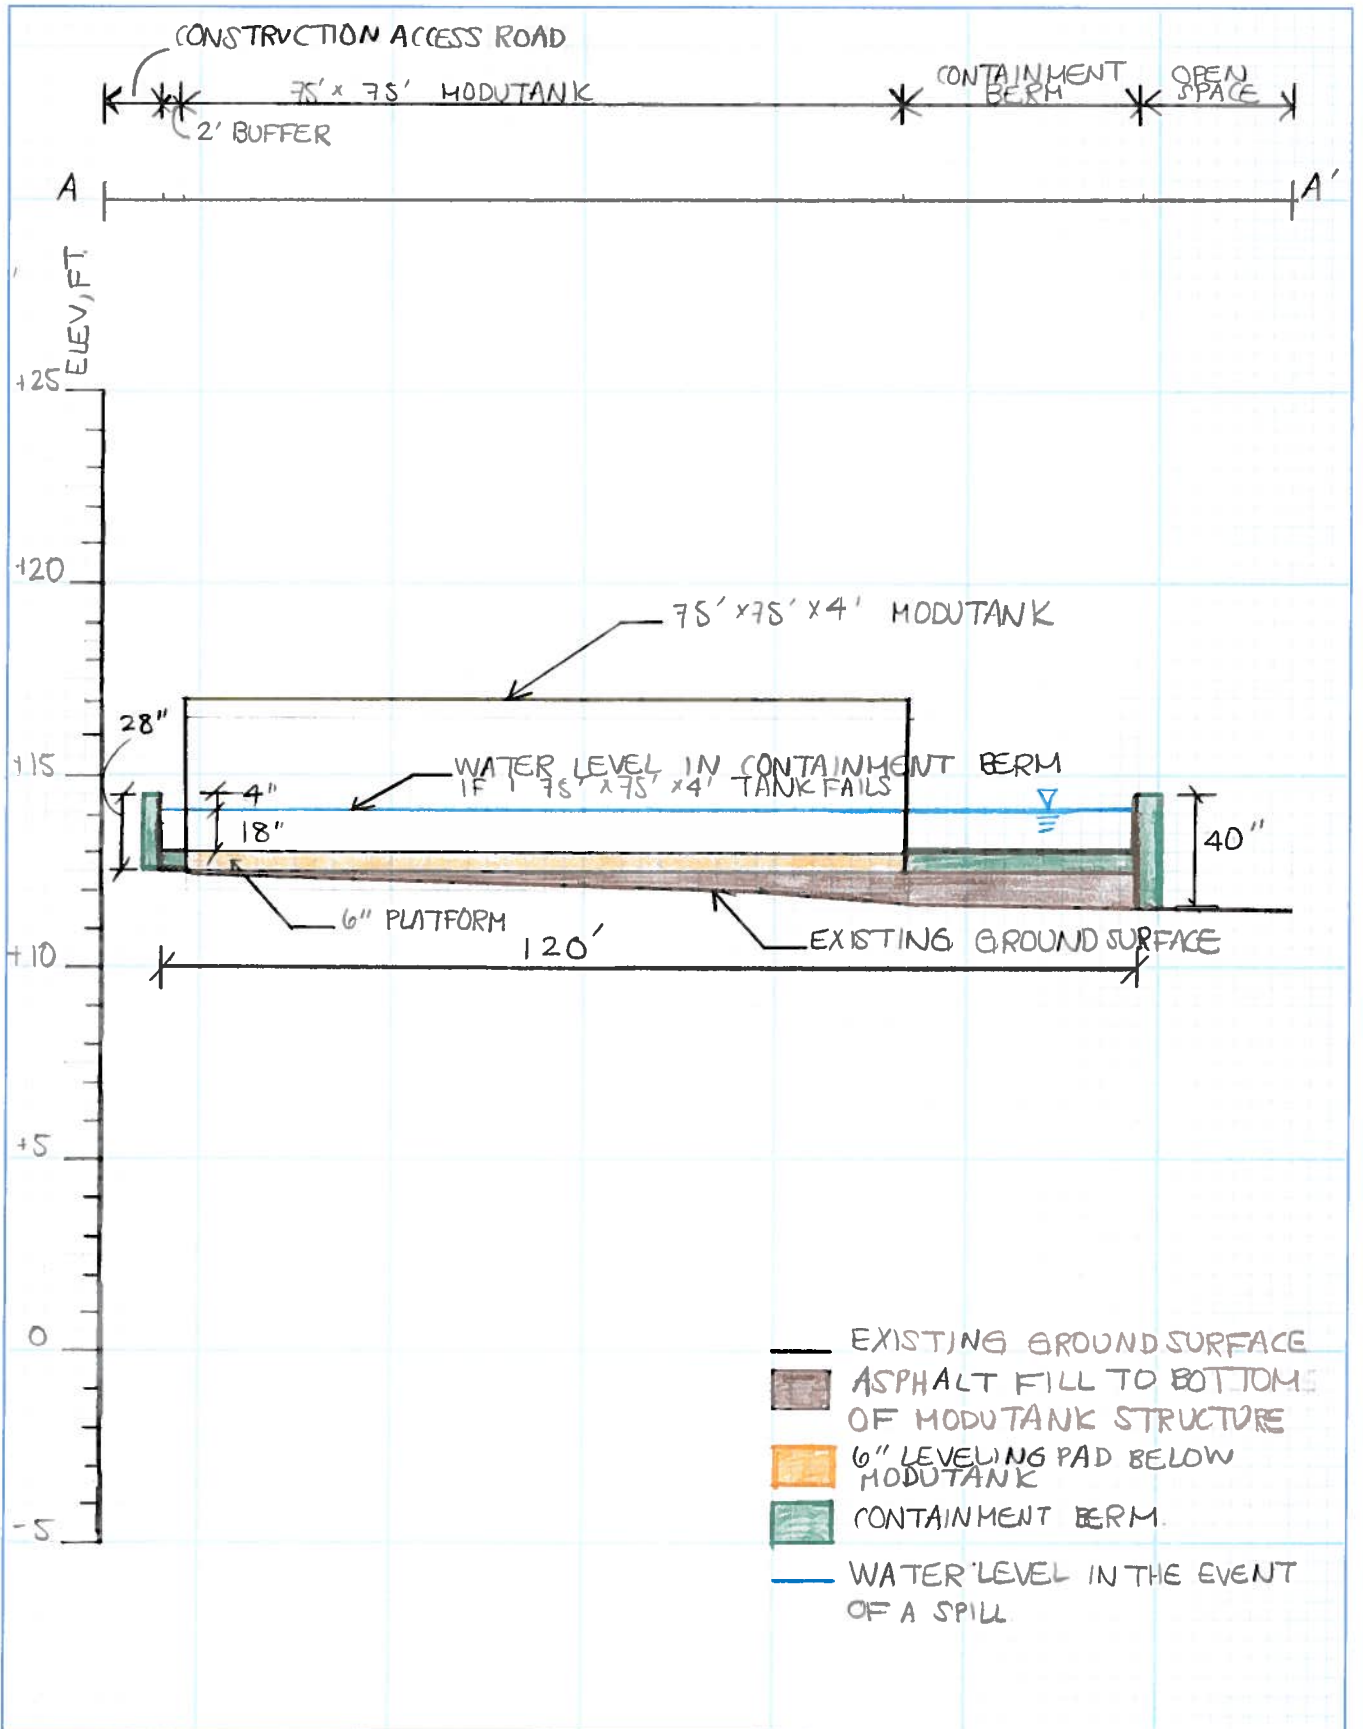 CONSTRUCTION ACCESS ROAD
75' x 75' MODUTANK
CONTAINMENT
BERM
OPEN
SPACE
2' BUFFER
A
A'
ELEV, FT.
+25
+20
75' x 75' x 4' MODUTANK
28"
+15
WATER LEVEL IN CONTAINMENT BERM
IF 1 75' x 75' x 4' TANK FAILS
4"
18"
40"
6" PLATFORM
EXISTING GROUND SURFACE
120'
+10
+5
0
-5
EXISTING GROUND SURFACE
ASPHALT FILL TO BOTTOM
OF MODUTANK STRUCTURE
6" LEVELING PAD BELOW
MODUTANK
CONTAINMENT BERM.
WATER LEVEL IN THE EVENT
OF A SPILL